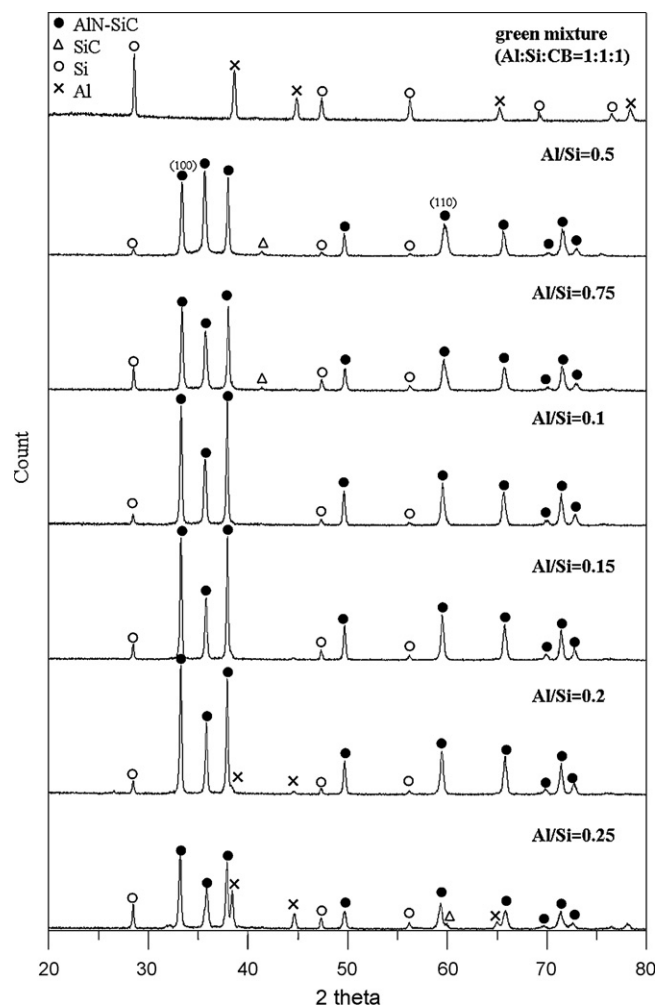 ● AlN-SiC
△ SiC
○ Si
× Al
green mixture
(Al:Si:CB=1:1:1)
Al/Si=0.5
(100)
(110)
Al/Si=0.75
Al/Si=0.1
Al/Si=0.15
Al/Si=0.2
Al/Si=0.25
Count
20 30 40 50 60 70 80
2 theta